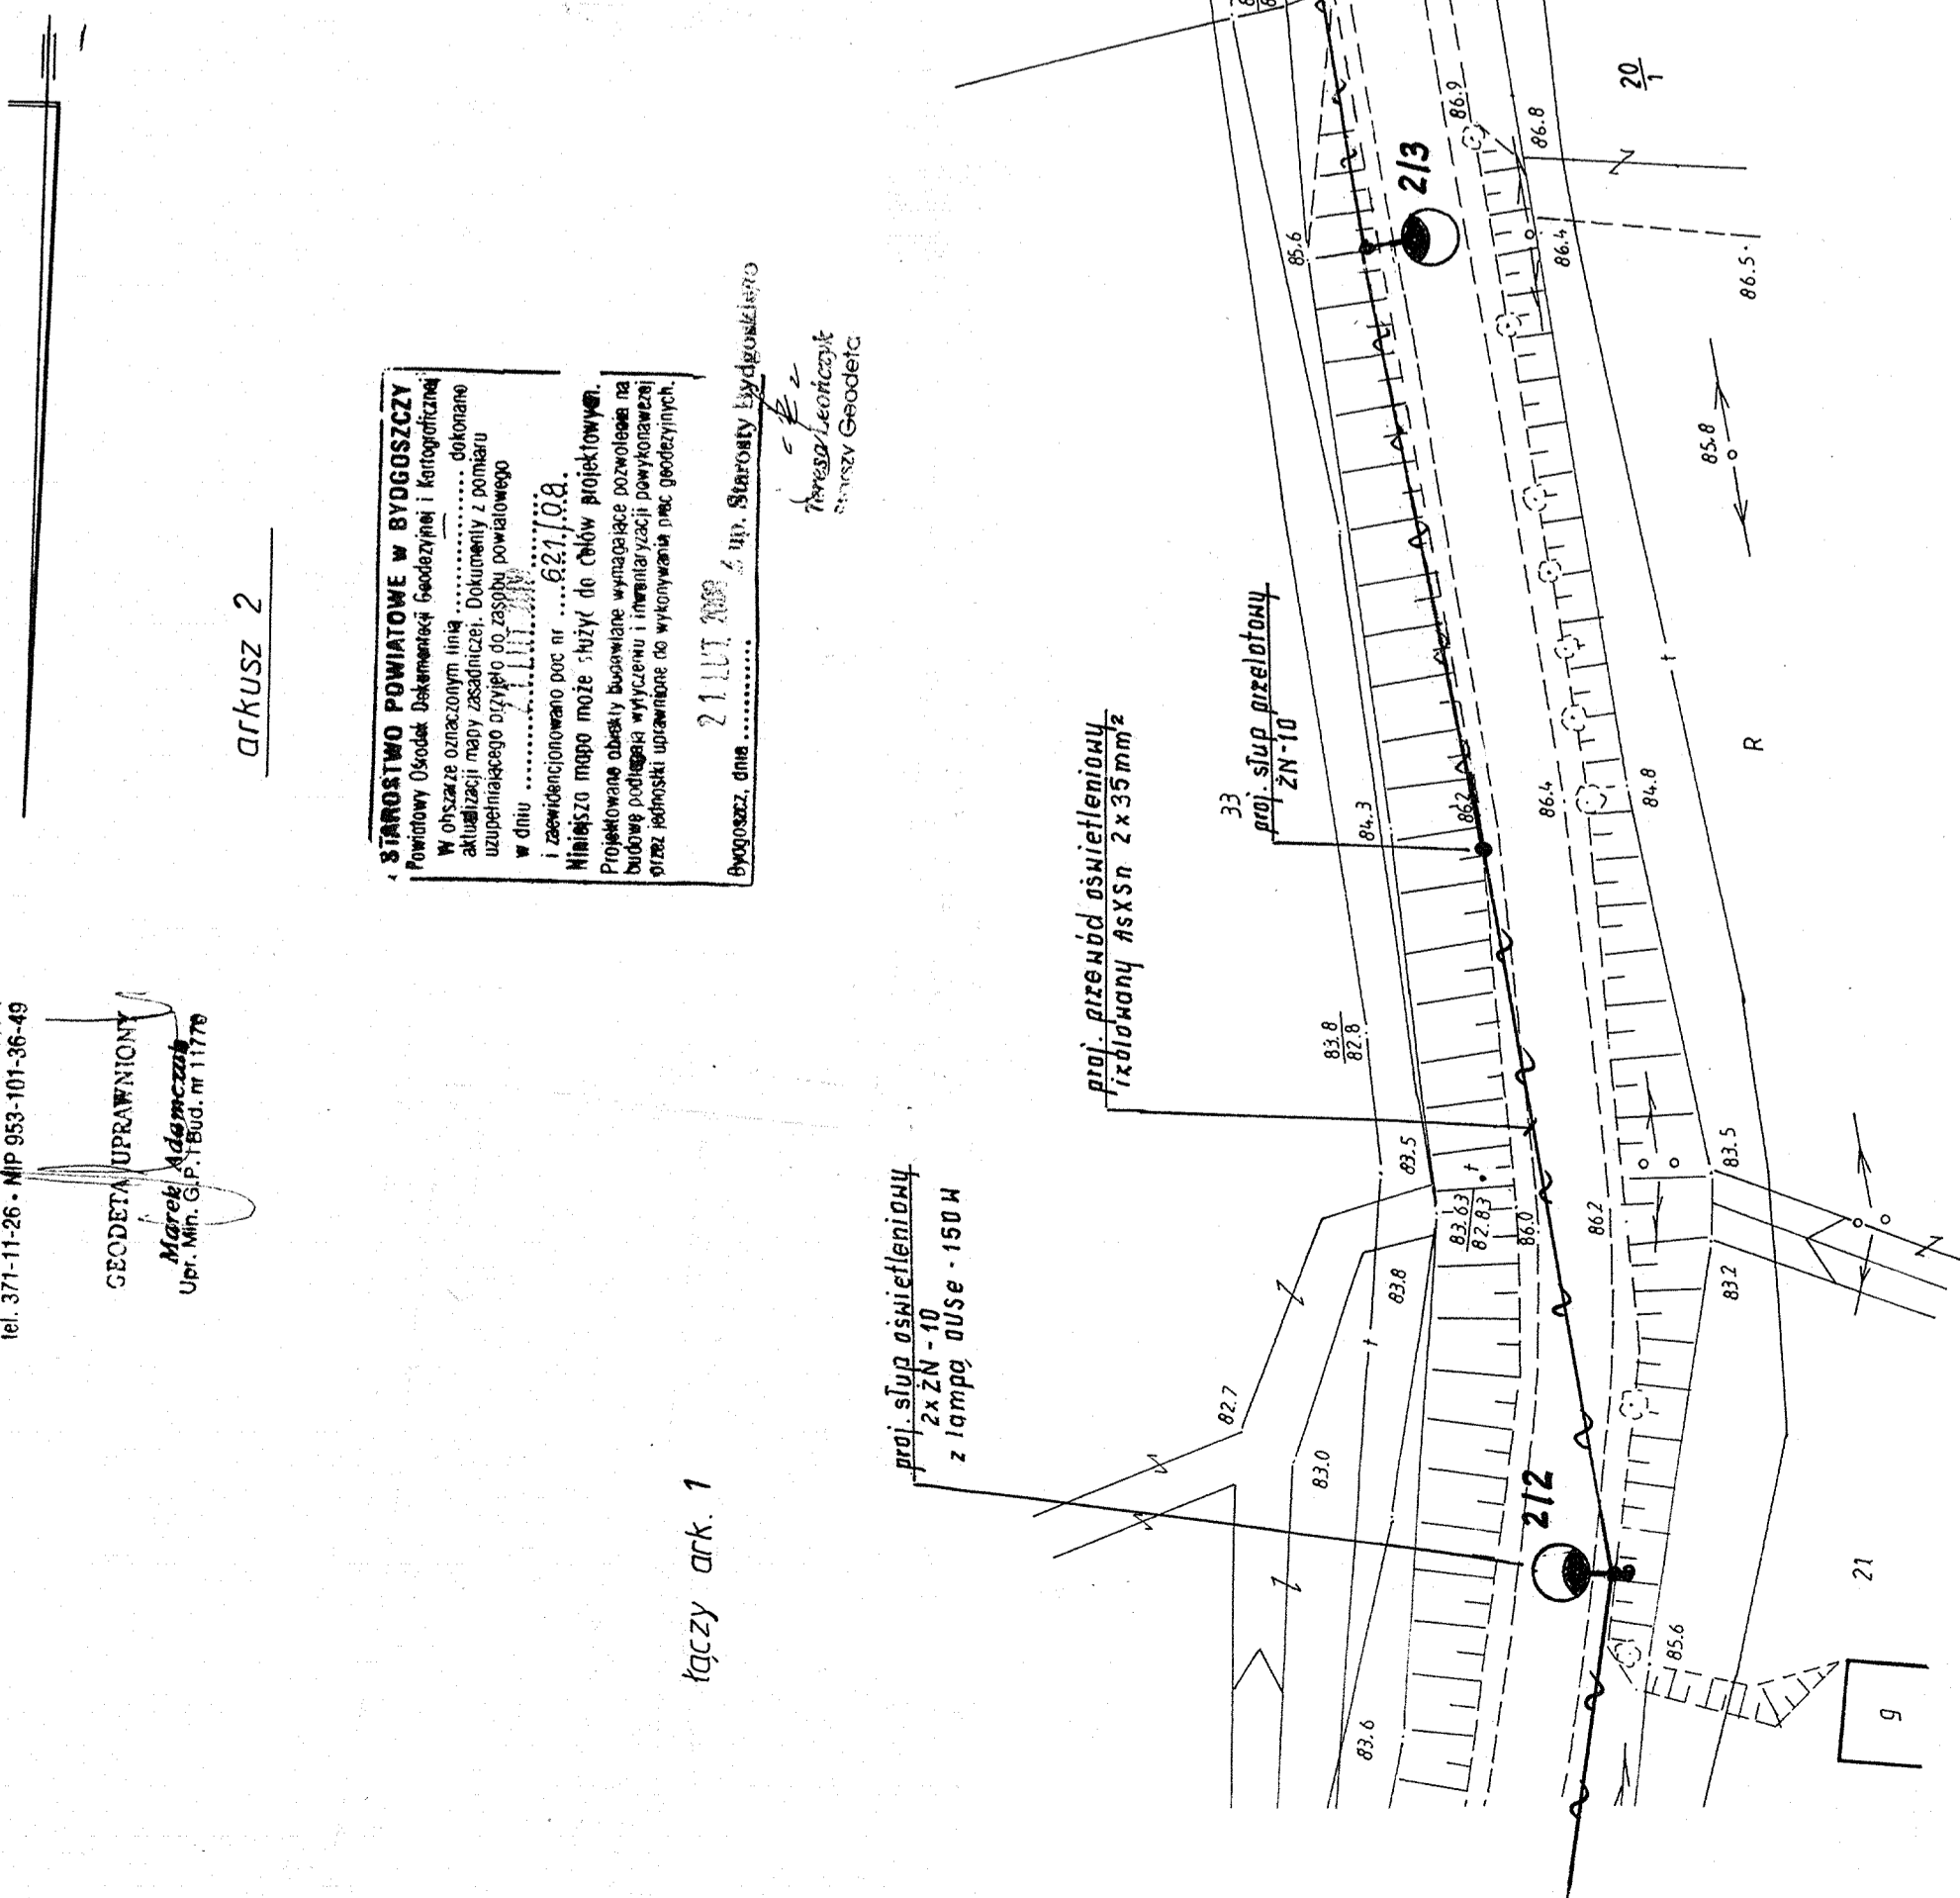 tel. 371-11-26 • NIP 953-101-36-49
GEODETA UPRAWNIONY
Marek Adamczak
Upr. Min. G.P. i Bud. nr 11770
arkusz 2
STAROSTWO POWIATOWE w BYDGOSZCZY
Powiatowy Ośrodek Dokumentacji Geodezyjnej i Kartograficznej
W obszarze oznaczonym linią .................. dokonano
aktualizacji mapy zasadniczej. Dokumenty z pomiaru
uzupełniającego przyjęto do zasobu powiatowego
w dniu ..................
i zaewidencjonowano poc nr ....621/08.
Niniejsza mapa może służyć do celów projektowych.
Projektowane obiekty budowlane wymagające pozwolenia na
budowę podlegają wytyczeniu i inwentaryzacji powykonawczej
przez jednostki uprawnione do wykonywania prac geodezyjnych.
21 LUT. 2008
Bydgoszcz, dnia ..................
z up. Starosty Bydgoskiego
Teresa Leończyk
Starszy Geodeta
łączy ark. 1
proj. słup oświetleniowy
2x ŻN - 10
z lampą OUSe - 150 W
proj. przewód oświetleniowy
izolowany AsXSn 2 x 35 mm²
33
proj. słup przelotowy
ŻN-10
2/2
2/3
82.7
83.0
83.6
83.8
83.5
83.8
82.8
83.63
82.83
t
t
86.0
86.2
84.3
86.2
86.4
84.8
85.6
86.9
86.8
86.4
86.5
85.8
20
1
R
t
83.5
83.2
85.6
21
9